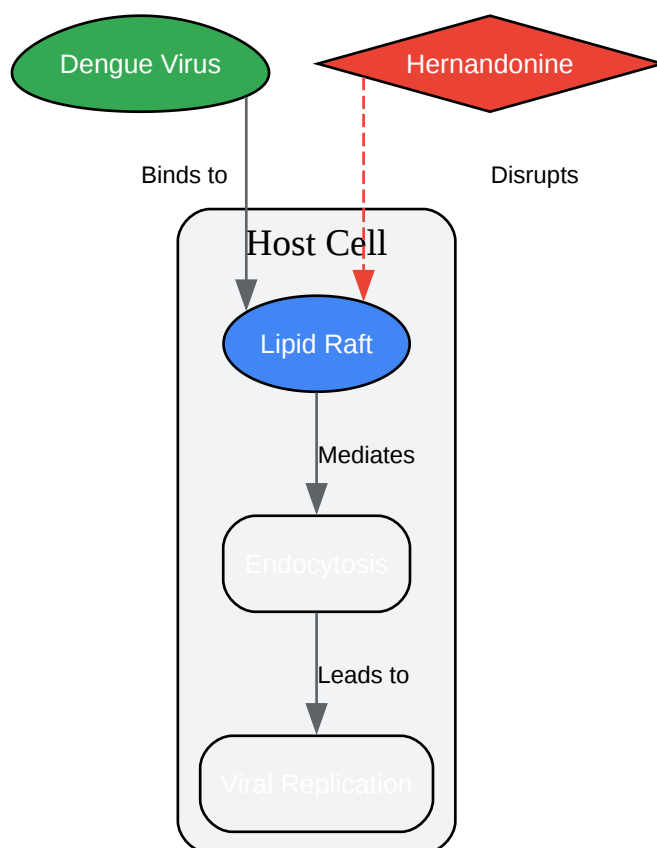 Dengue Virus
Hernandonine
Binds to
Disrupts
Host Cell
Lipid Raft
Mediates
Endocytosis
Leads to
Viral Replication